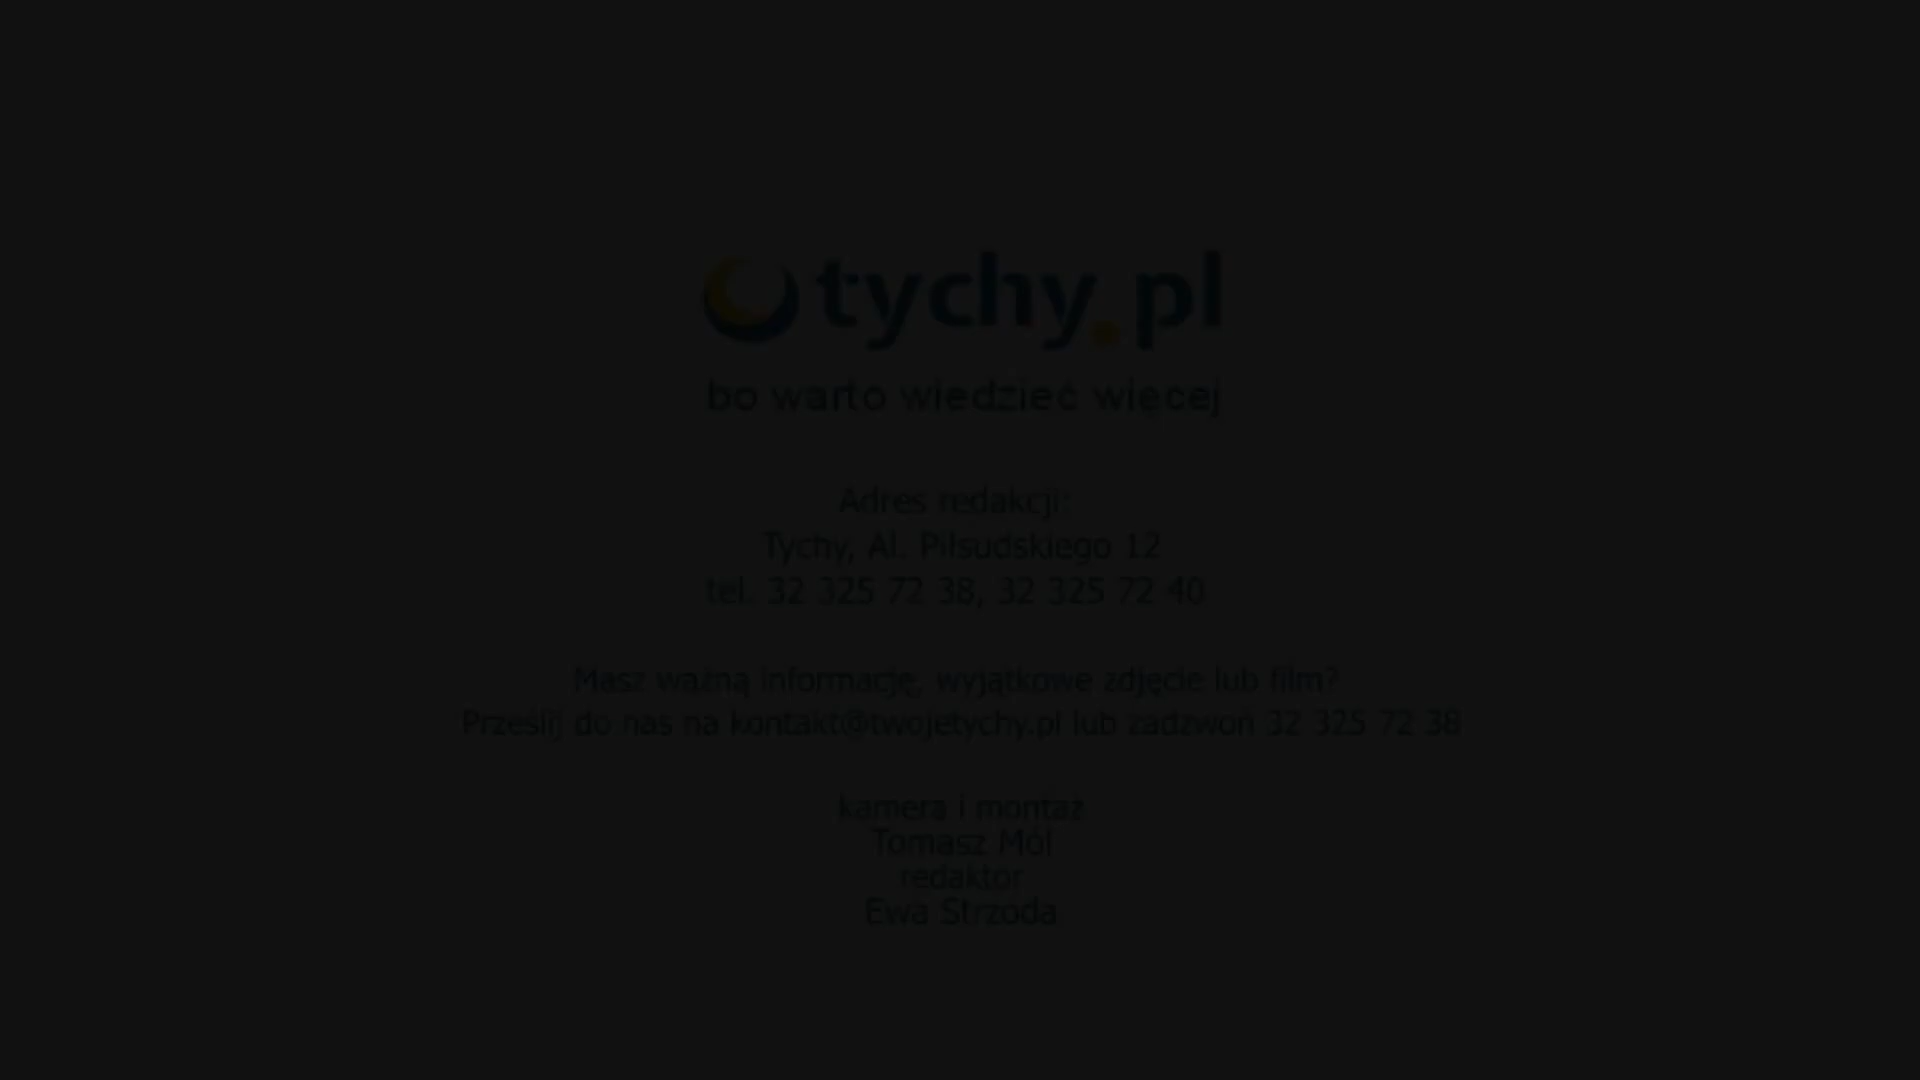 tychy.pl
bo warto wiedzieć więcej
Adres redakcji:
Tychy, Al. Piłsudskiego 12
tel. 32 325 72 38, 32 325 72 40
Masz ważną informację, wyjątkowe zdjęcie lub film?
Prześlij do nas na kontakt@twojetychy.pl lub zadzwoń 32 325 72 38
kamera i montaż
Tomasz Mól
redaktor
Ewa Strzoda